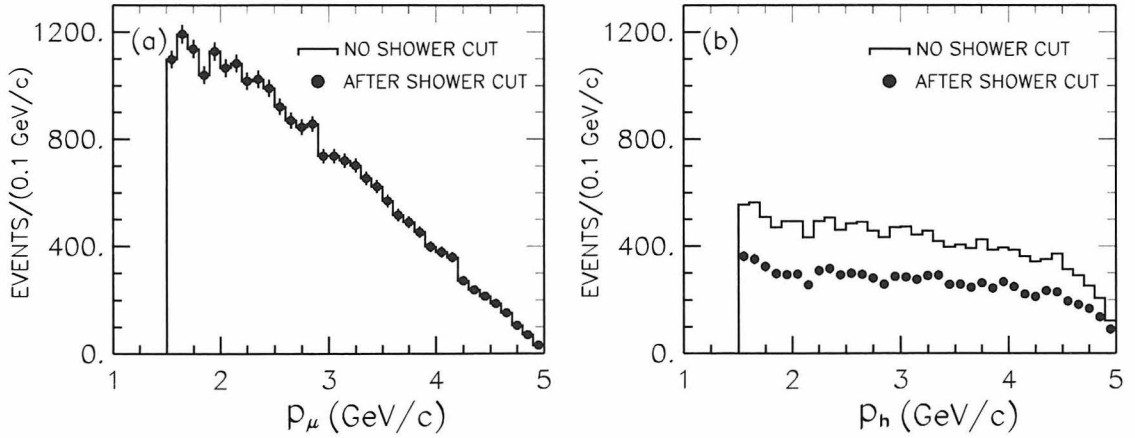 1200.
(a)
NO SHOWER CUT
AFTER SHOWER CUT
800.
400.
0.
EVENTS/(0.1 GeV/c)
1 2 3 4 5
pμ (GeV/c)
1200.
(b)
NO SHOWER CUT
AFTER SHOWER CUT
800.
400.
0.
EVENTS/(0.1 GeV/c)
1 2 3 4 5
ph (GeV/c)